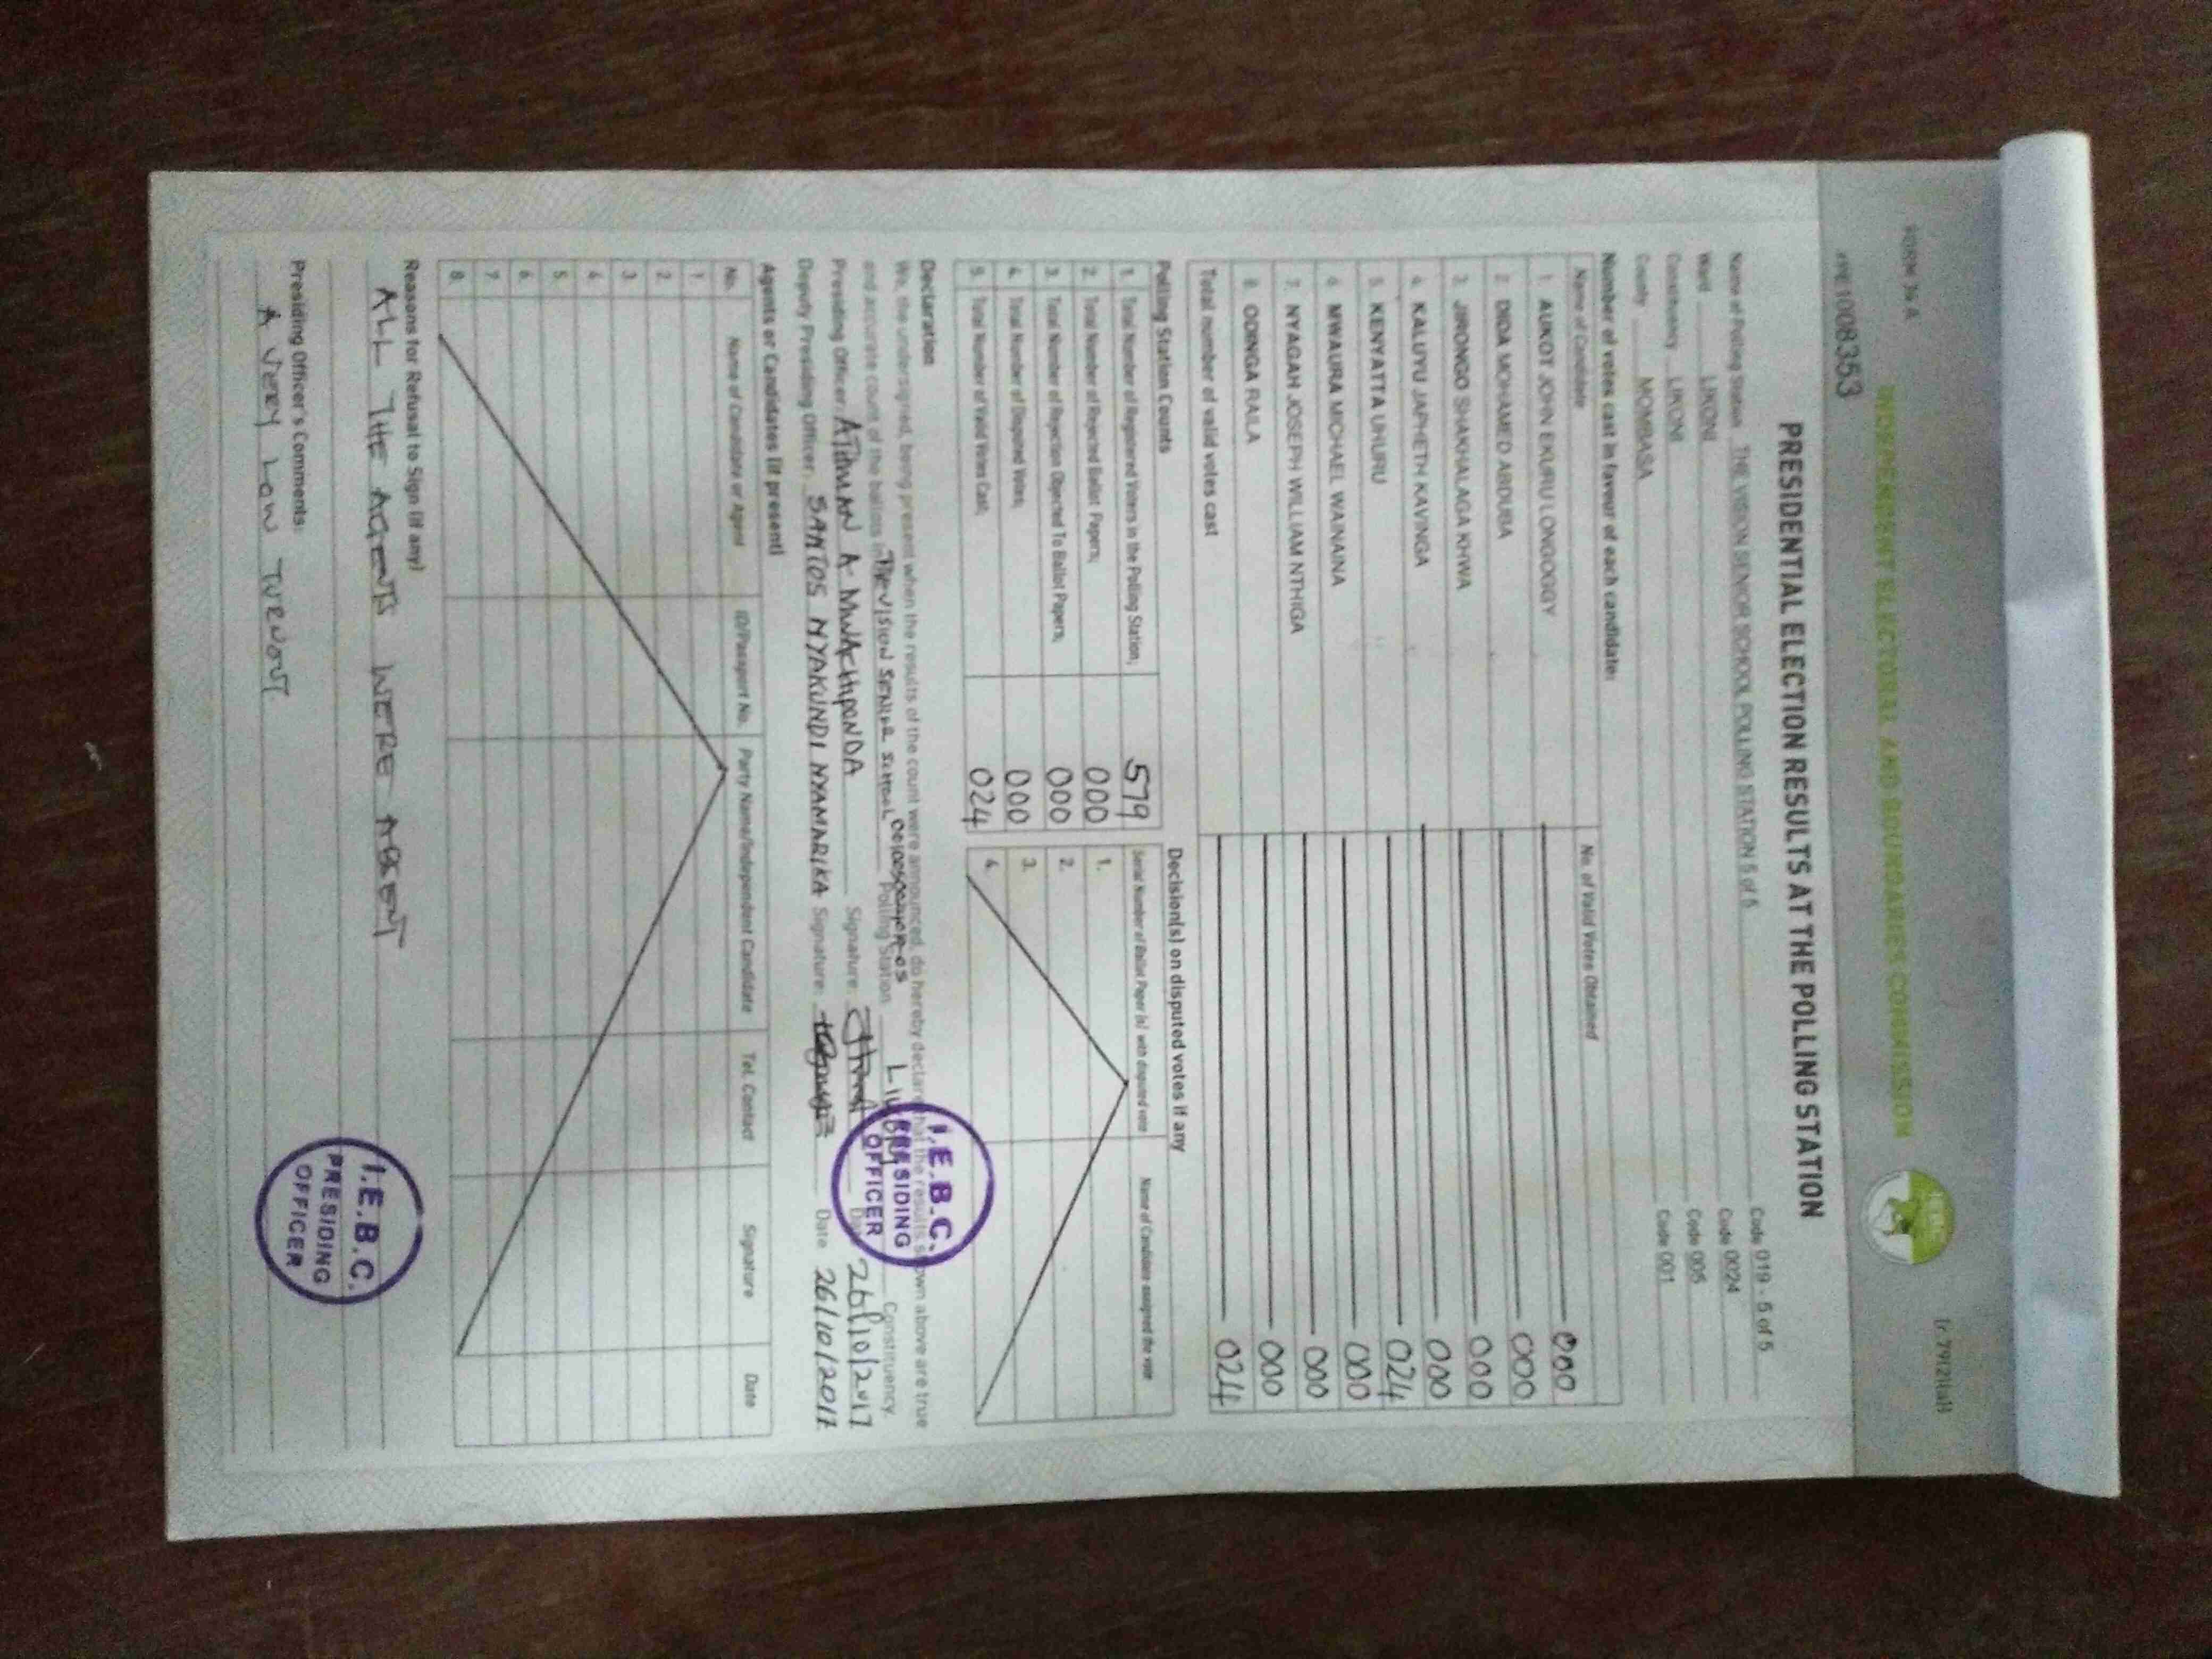 FORM 34A
INDEPENDENT ELECTORAL AND BOUNDARIES COMMISSION
IEBC
(r.79(2)(a))
1008353
PRESIDENTIAL ELECTION RESULTS AT THE POLLING STATION
Name of Polling Station THE VISION SENIOR SCHOOL POLLING STATION 5 of 5 Code 019 - 5 of 5
Ward LIKONI Code 0024
Constituency LIKONI Code 005
County MOMBASA Code 001
Number of votes cast in favor of each candidate:
Name of Candidate No. of Valid Votes Obtained
1. AUKOT JOHN EKURU LONGOGGY 000
2. DIDA MOHAMED ABDUBA 000
3. JIRONGO SHAKHALAGA KHWA 000
4. KALUYU JAPHETH KAVINGA 000
5. KENYATTA UHURU 024
6. MWAURA MICHAEL WAINAINA 000
7. NYAGAH JOSEPH WILLIAM NTHIGA 000
8. ODINGA RAILA 000
Total number of valid votes cast 024
Polling Station Counts
1. Total Number of Registered Voters in the Polling Station; 579
2. Total Number of Rejected Ballot Papers; 000
3. Total Number of Rejection Objected To Ballot Papers; 000
4. Total Number of Disputed Votes; 000
5. Total Number of Valid Votes Cast; 024
Decision(s) on disputed votes if any
Serial Number of Ballot Paper (s) with disputed vote Name of Candidate assigned the vote
1.
2.
3.
4.
Declaration
We, the undersigned, being present when the results of the count were announced, do hereby declare that the results shown above are true
and accurate count of the ballots in THE VISION SENIOR SCHOOL Polling Station LIKONI Constituency.
Presiding Officer: ATHMAN A. Signature: Date 26/10/2017
Deputy Presiding Officer: SANTOS NYAKUNDI NYAMARIKA Signature: Date 26/10/2017
I.E.B.C.
PRESIDING
OFFICER
Agents or Candidates (if present)
No. Name of Candidate or Agent ID/Passport No. Party Name/Independent Candidate Tel. Contact Signature Date
1.
2.
3.
4.
5.
6.
7.
8.
Reasons for Refusal to Sign (if any)
ALL THE AGENTS WERE ABSENT
Presiding Officer's Comments:
A VERY LOW TURNOUT.
I.E.B.C.
PRESIDING
OFFICER